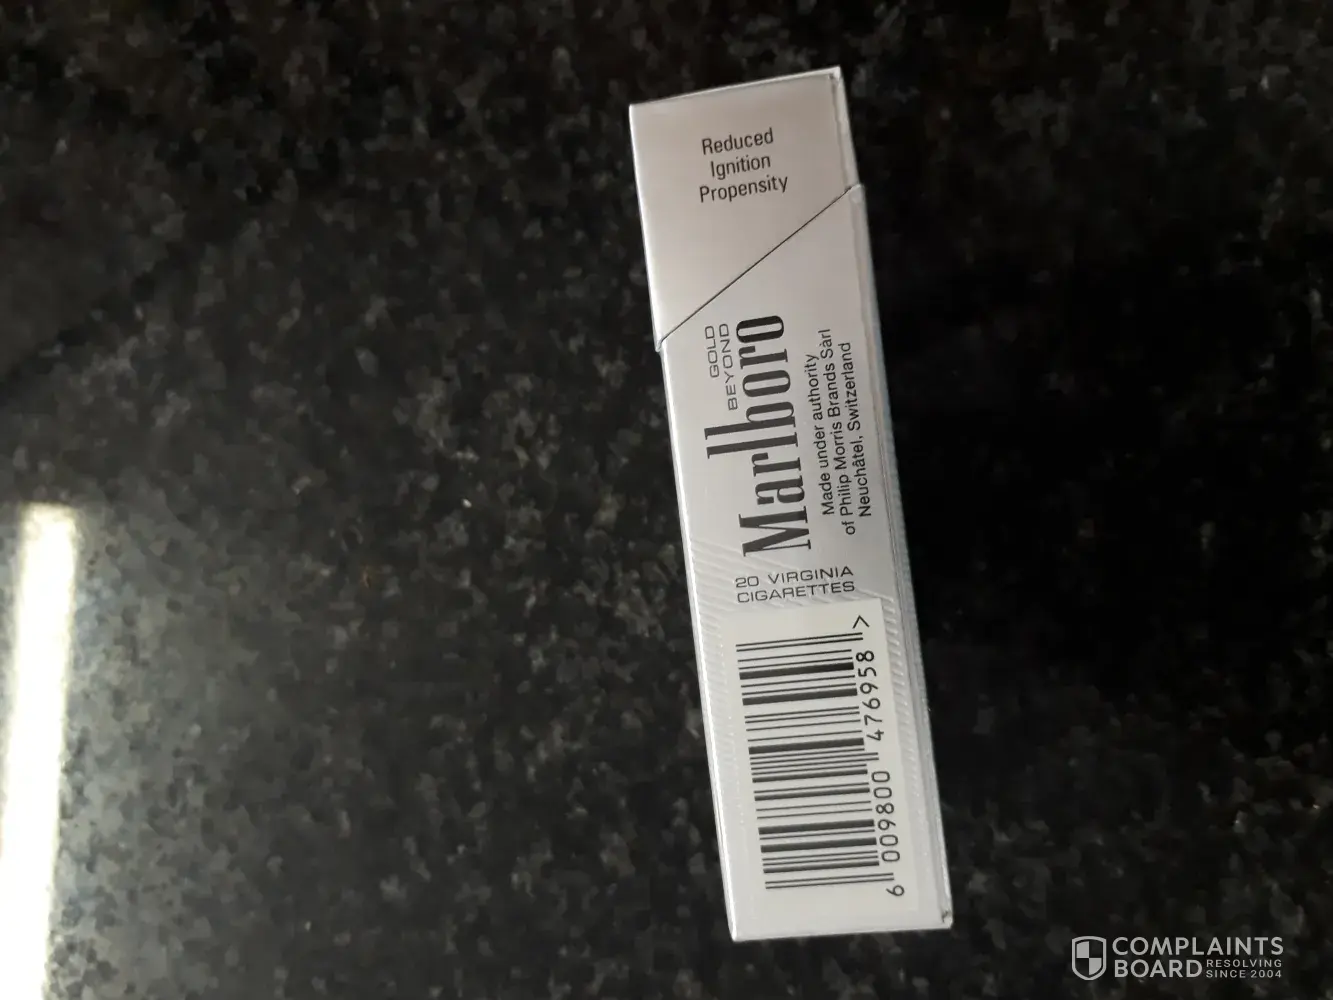 Reduced
Ignition
Propensity
GOLD
BEYOND
Marlboro
Made under authority
of Philip Morris Brands Sàrl
Neuchâtel, Switzerland
20 VIRGINIA
CIGARETTES
6 009800 476958 >
COMPLAINTS
BOARD RESOLVING
SINCE 2004